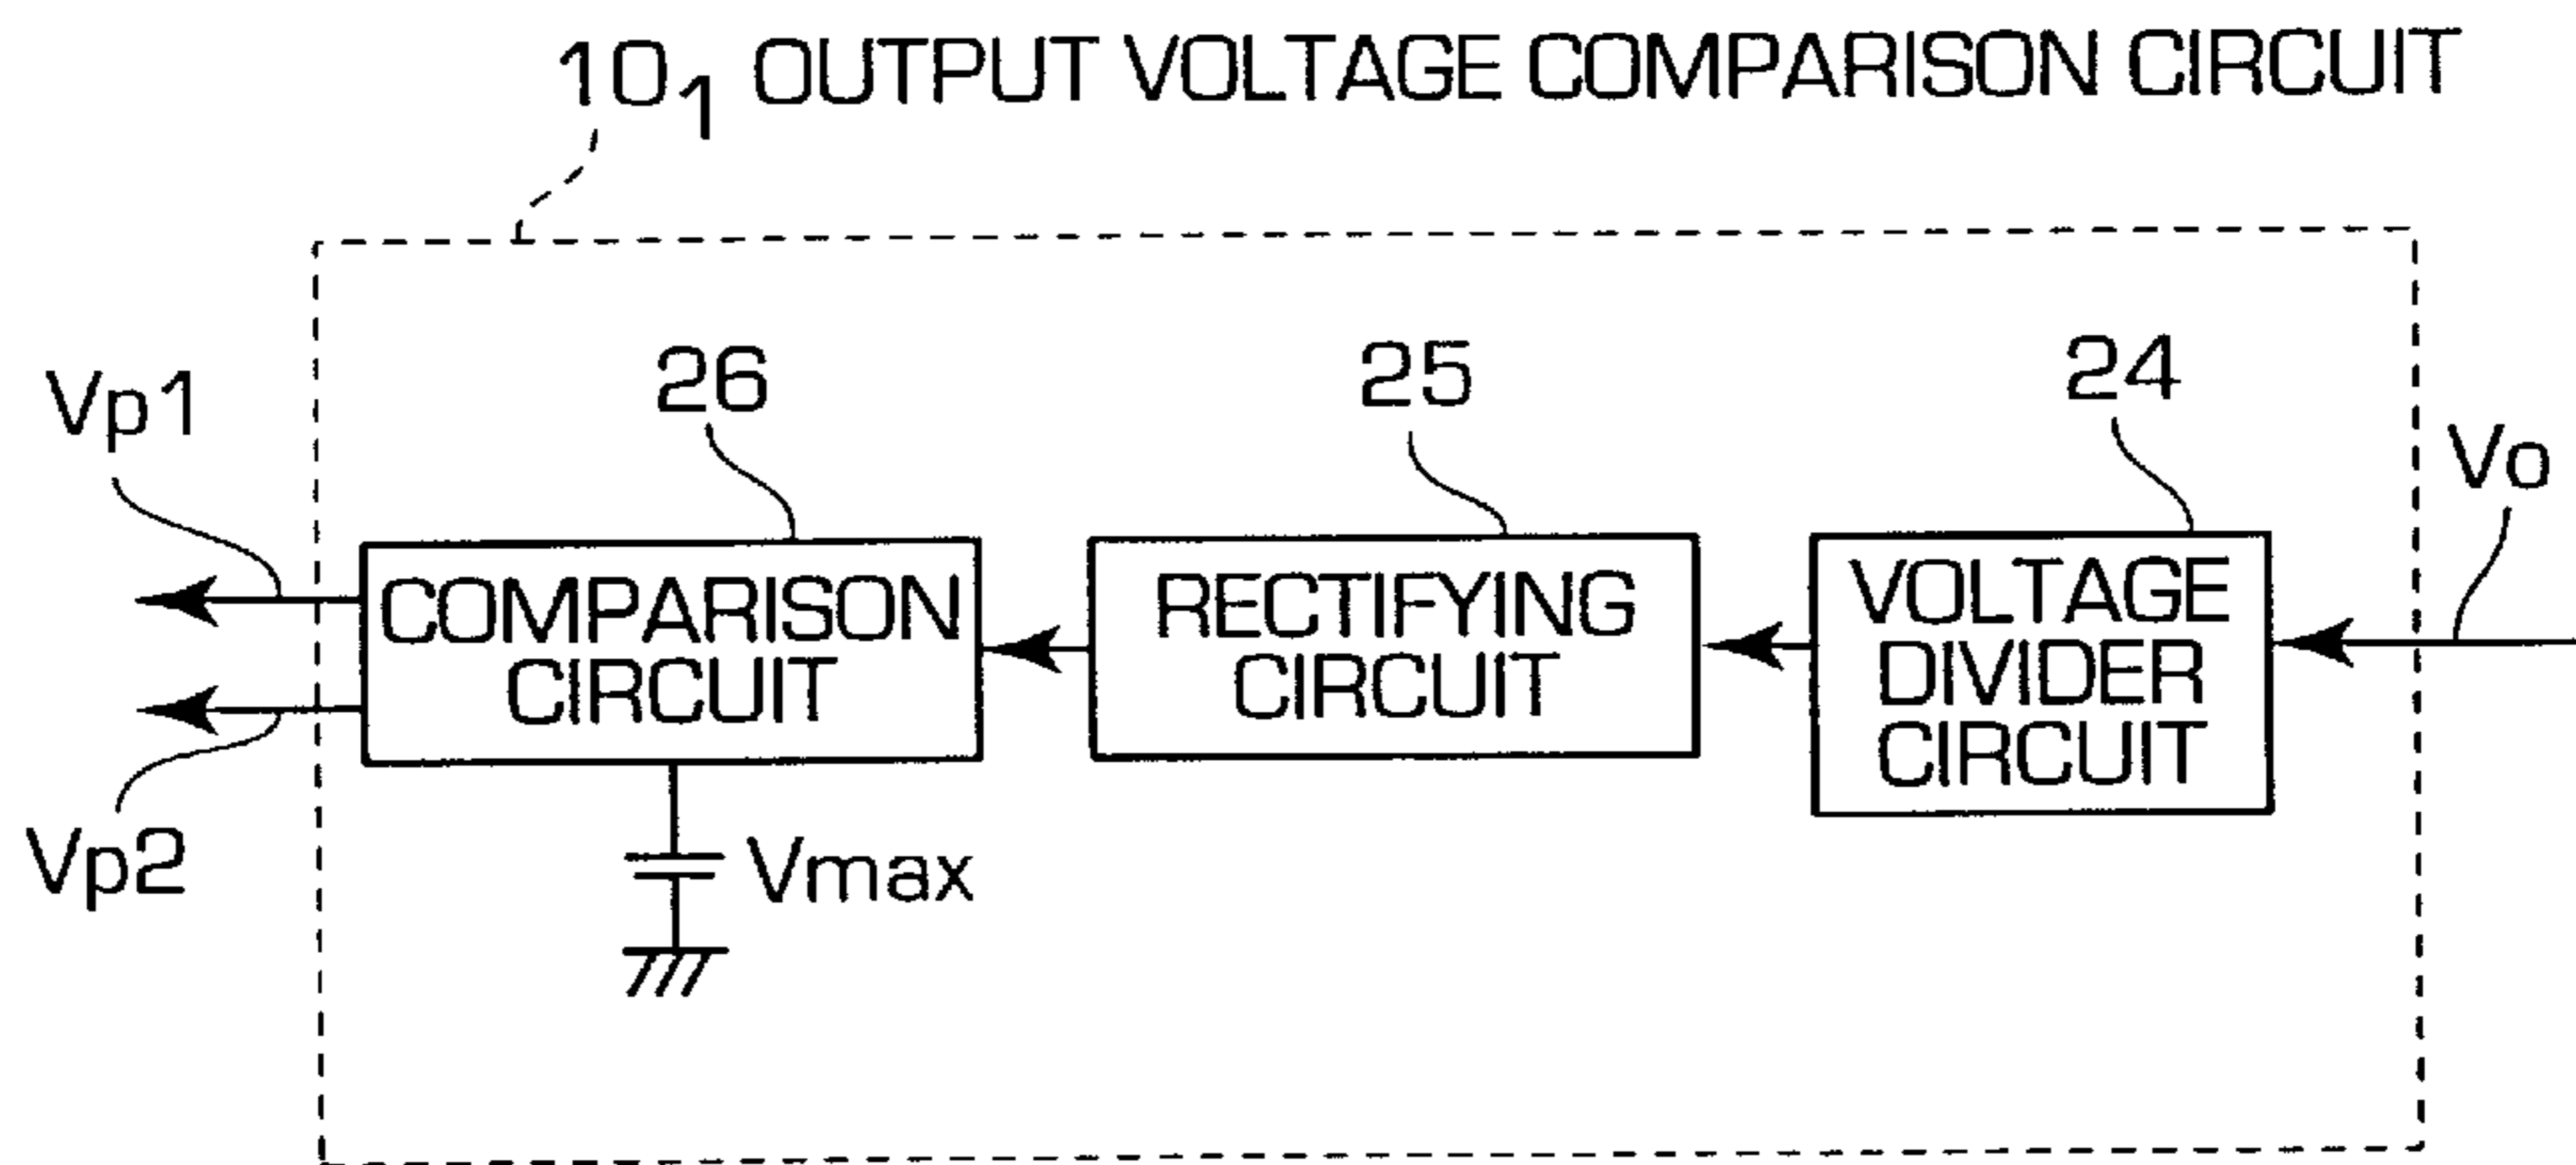 10₁ OUTPUT VOLTAGE COMPARISON CIRCUIT
Vp1
26
25
24
Vo
COMPARISON
CIRCUIT
RECTIFYING
CIRCUIT
VOLTAGE
DIVIDER
CIRCUIT
Vp2
Vmax